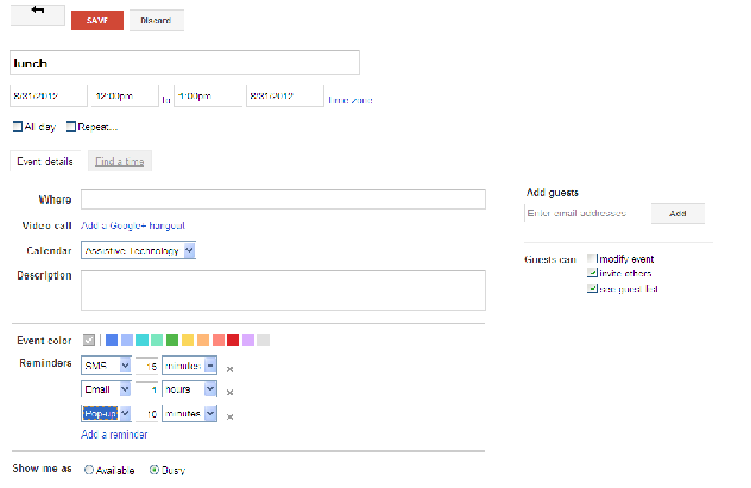 SAVE Discard
lunch
8/31/2012 12:00pm to 1:00pm 8/31/2012 Time zone
All day Repeat...
Event details Find a time
Where
Video call Add a Google+ hangout
Calendar Assistive Technology
Description
Event color
Reminders SMS 15 minutes x
Email 1 hours x
Pop-up 10 minutes x
Add a reminder
Show me as Available Busy
Add guests
Enter email addresses Add
Guests can modify event
invite others
see guest list